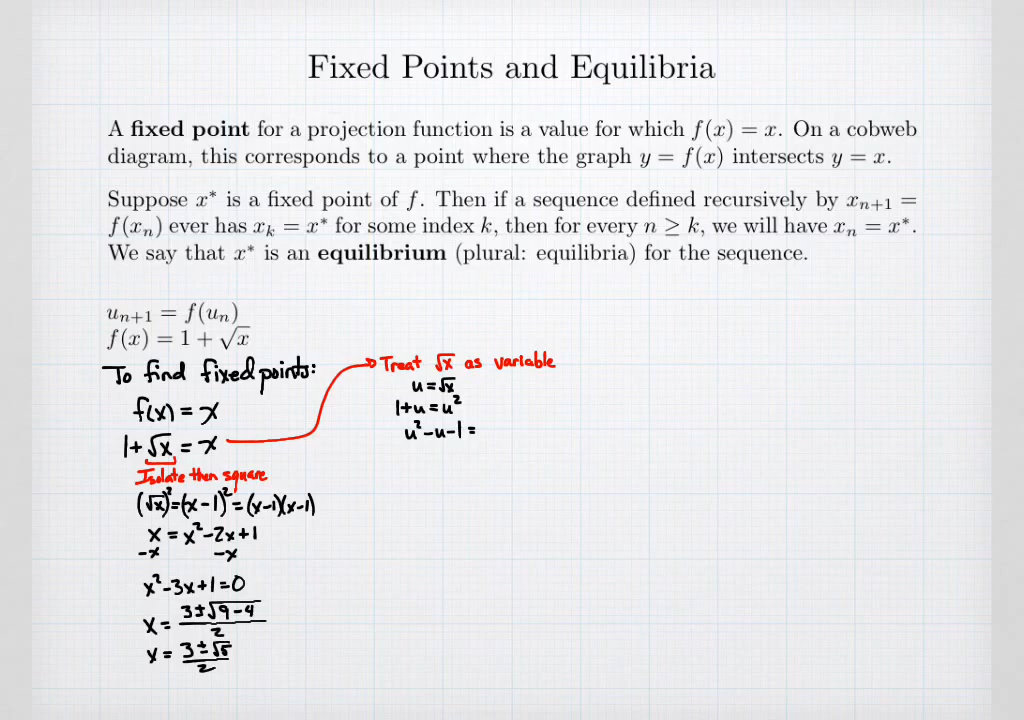 Fixed Points and Equilibria
A fixed point for a projection function is a value for which f(x) = x. On a cobweb
diagram, this corresponds to a point where the graph y = f(x) intersects y = x.
Suppose x* is a fixed point of f. Then if a sequence defined recursively by xₙ₊₁ =
f(xₙ) ever has xₖ = x* for some index k, then for every n ≥ k, we will have xₙ = x*.
We say that x* is an equilibrium (plural: equilibria) for the sequence.
uₙ₊₁ = f(uₙ)
f(x) = 1 + √x
To find fixed points:
f(x) = x
1 + √x = x
Isolate then square
(√x)² = (x - 1)² = (x-1)(x-1)
x = x² - 2x + 1
-x -x
x² - 3x + 1 = 0
x = (3 ± √9-4)/2
x = (3 ± √5)/2
Treat √x as variable
u = √x
1 + u = u²
u² - u - 1 =